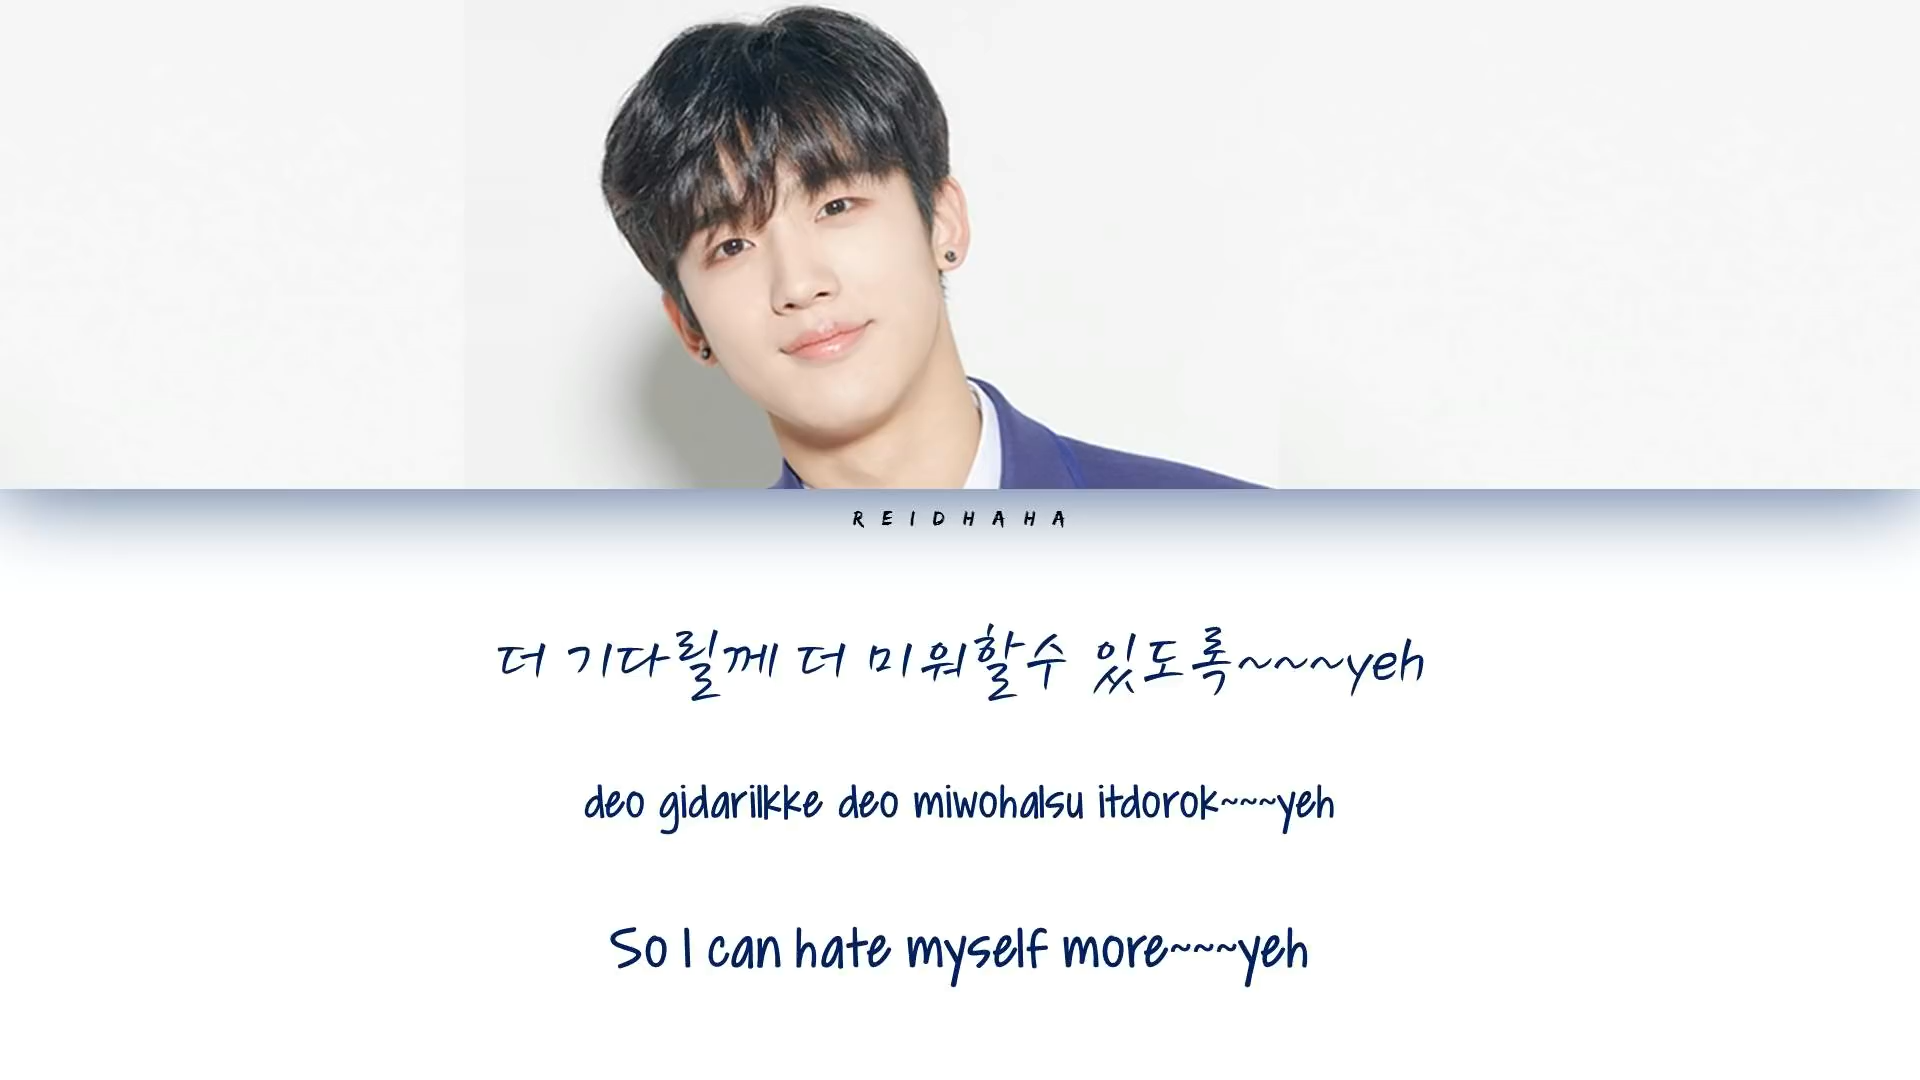 REIDHAHA
더 기다릴께 더 미워할수 있도록~~~yeh
deo gidarilkke deo miwohalsu itdorok~~~yeh
So I can hate myself more~~~yeh